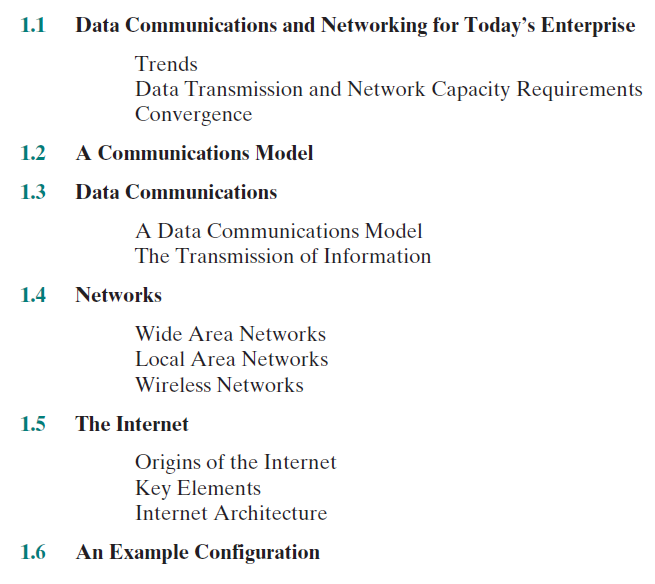 1.1 Data Communications and Networking for Today’s Enterprise
Trends
Data Transmission and Network Capacity Requirements
Convergence
1.2 A Communications Model
1.3 Data Communications
A Data Communications Model
The Transmission of Information
1.4 Networks
Wide Area Networks
Local Area Networks
Wireless Networks
1.5 The Internet
Origins of the Internet
Key Elements
Internet Architecture
1.6 An Example Configuration